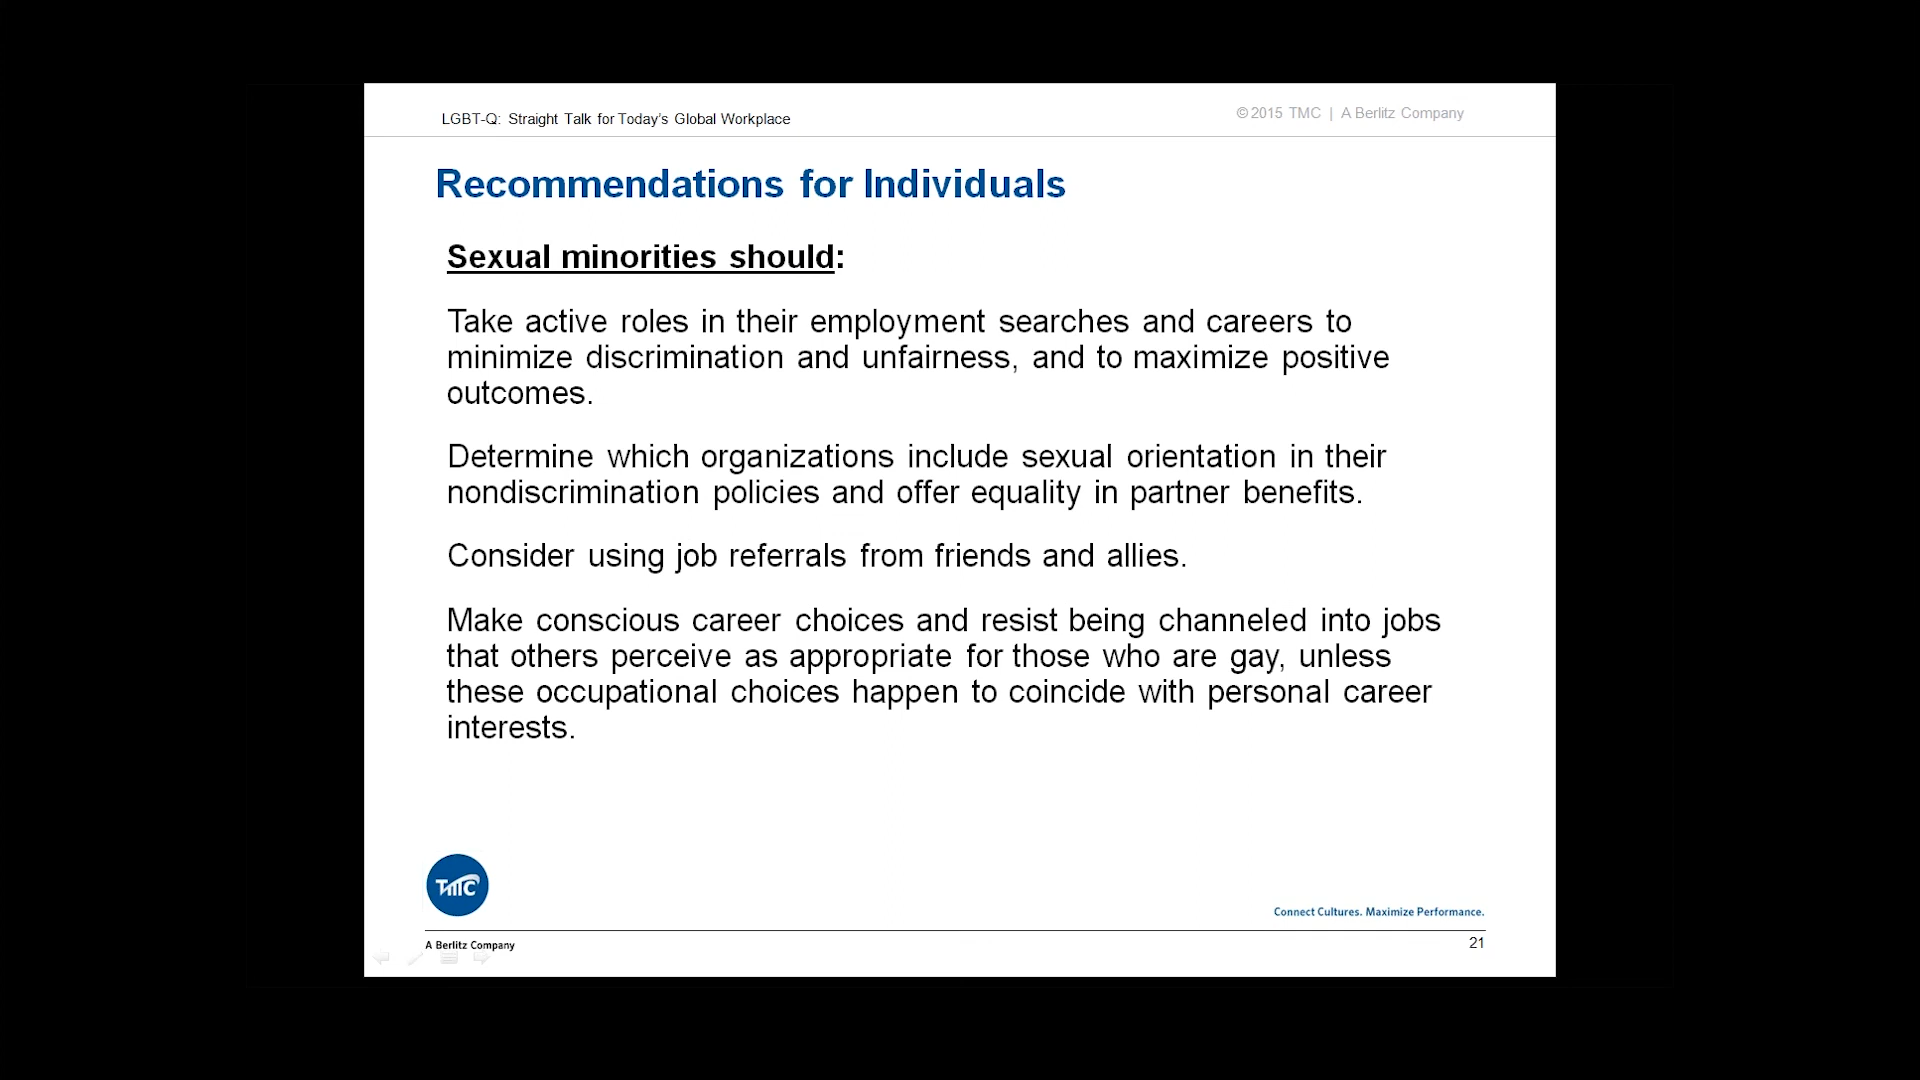 LGBT-Q: Straight Talk for Today's Global Workplace
© 2015 TMC | A Berlitz Company
Recommendations for Individuals
Sexual minorities should:
Take active roles in their employment searches and careers to
minimize discrimination and unfairness, and to maximize positive
outcomes.
Determine which organizations include sexual orientation in their
nondiscrimination policies and offer equality in partner benefits.
Consider using job referrals from friends and allies.
Make conscious career choices and resist being channeled into jobs
that others perceive as appropriate for those who are gay, unless
these occupational choices happen to coincide with personal career
interests.
TMC
Connect Cultures. Maximize Performance.
A Berlitz Company
21